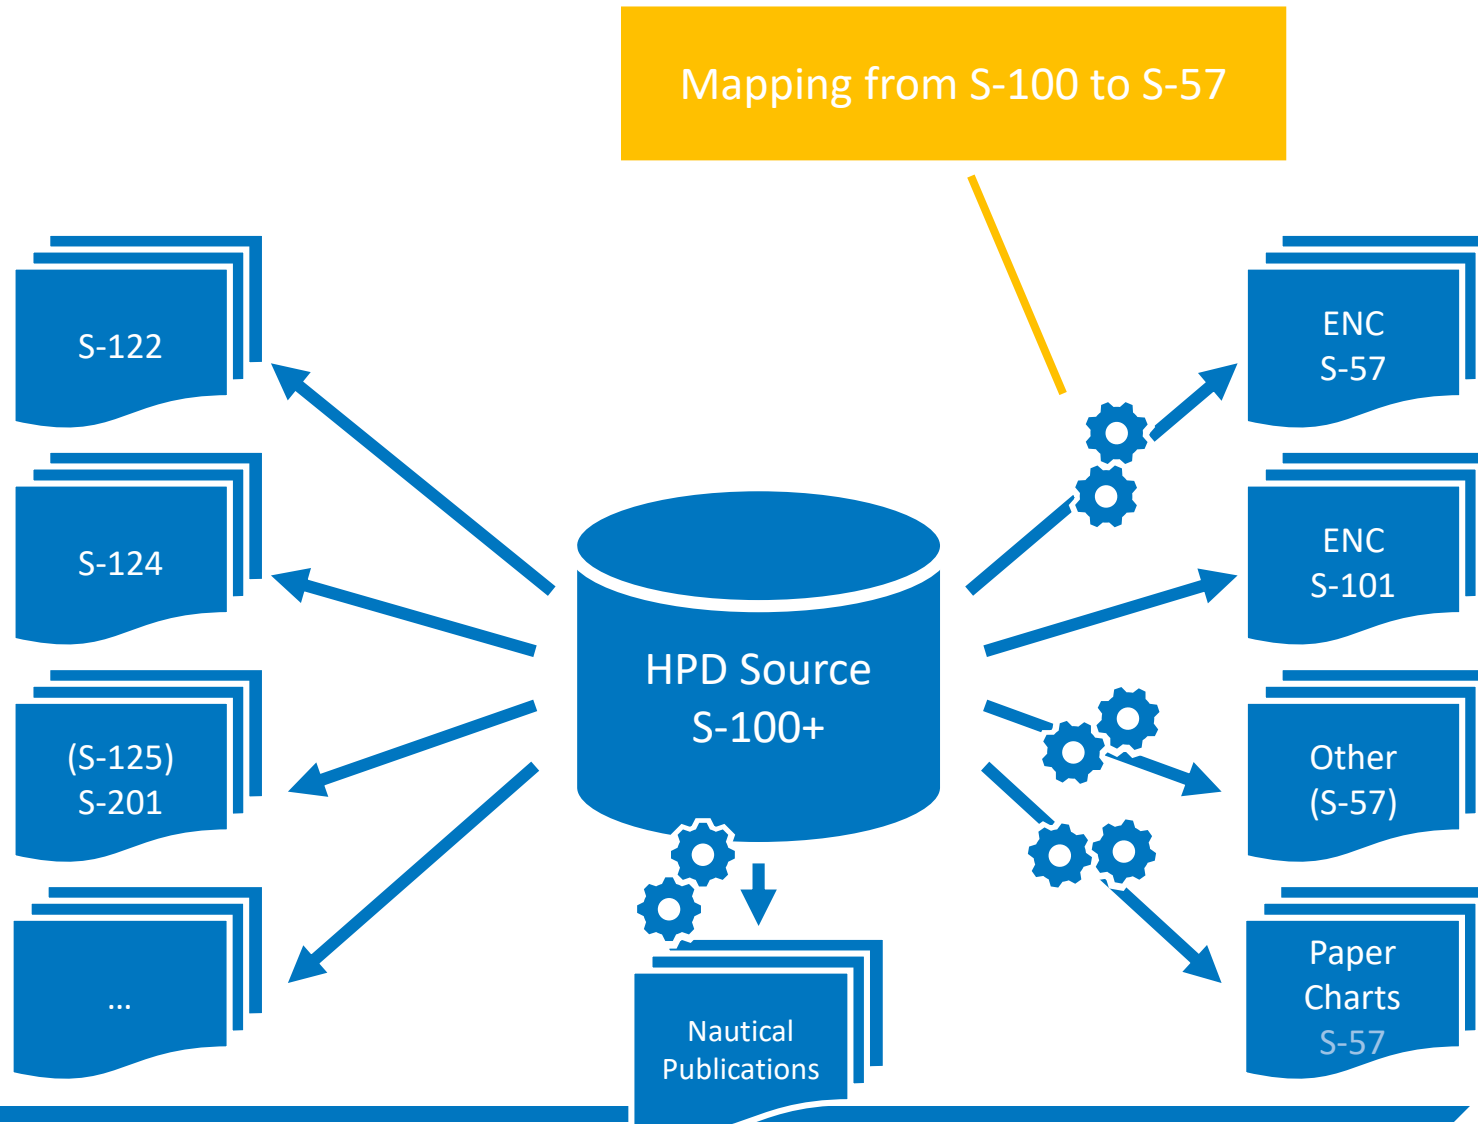 Mapping from S-100 to S-57
S-122
S-124
(S-125)
S-201
...
HPD Source
S-100+
Nautical
Publications
ENC
S-57
ENC
S-101
Other
(S-57)
Paper
Charts
S-57